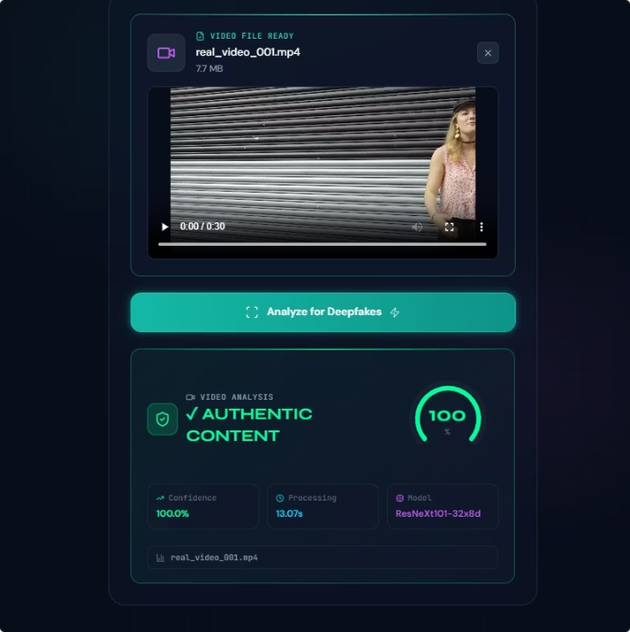 VIDEO FILE READY
real_video_001.mp4
7.7 MB
0:00 / 0:30
Analyze for Deepfakes
VIDEO ANALYSIS
✓ AUTHENTIC
CONTENT
100
%
Confidence
100.0%
Processing
13.07s
Model
ResNeXt101-32x8d
real_video_001.mp4